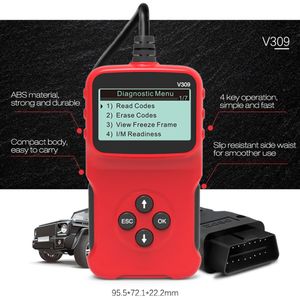 V309
ABS material,
strong and durable
4 key operation,
simple and fast
V309
Diagnostic Menu
1/7
1) Read Codes
2) Erase Codes
3) View Freeze Frame
4) I/M Readiness
Compact body,
easy to carry
Slip resistant side waist
for smoother use
ESC
OK
95.5*72.1*22.2mm